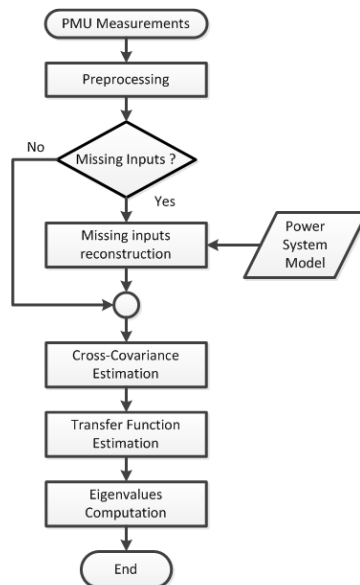 PMU Measurements
Preprocessing
No
Missing Inputs ?
Yes
Missing inputs
reconstruction
Power
System
Model
Cross-Covariance
Estimation
Transfer Function
Estimation
Eigenvalues
Computation
End